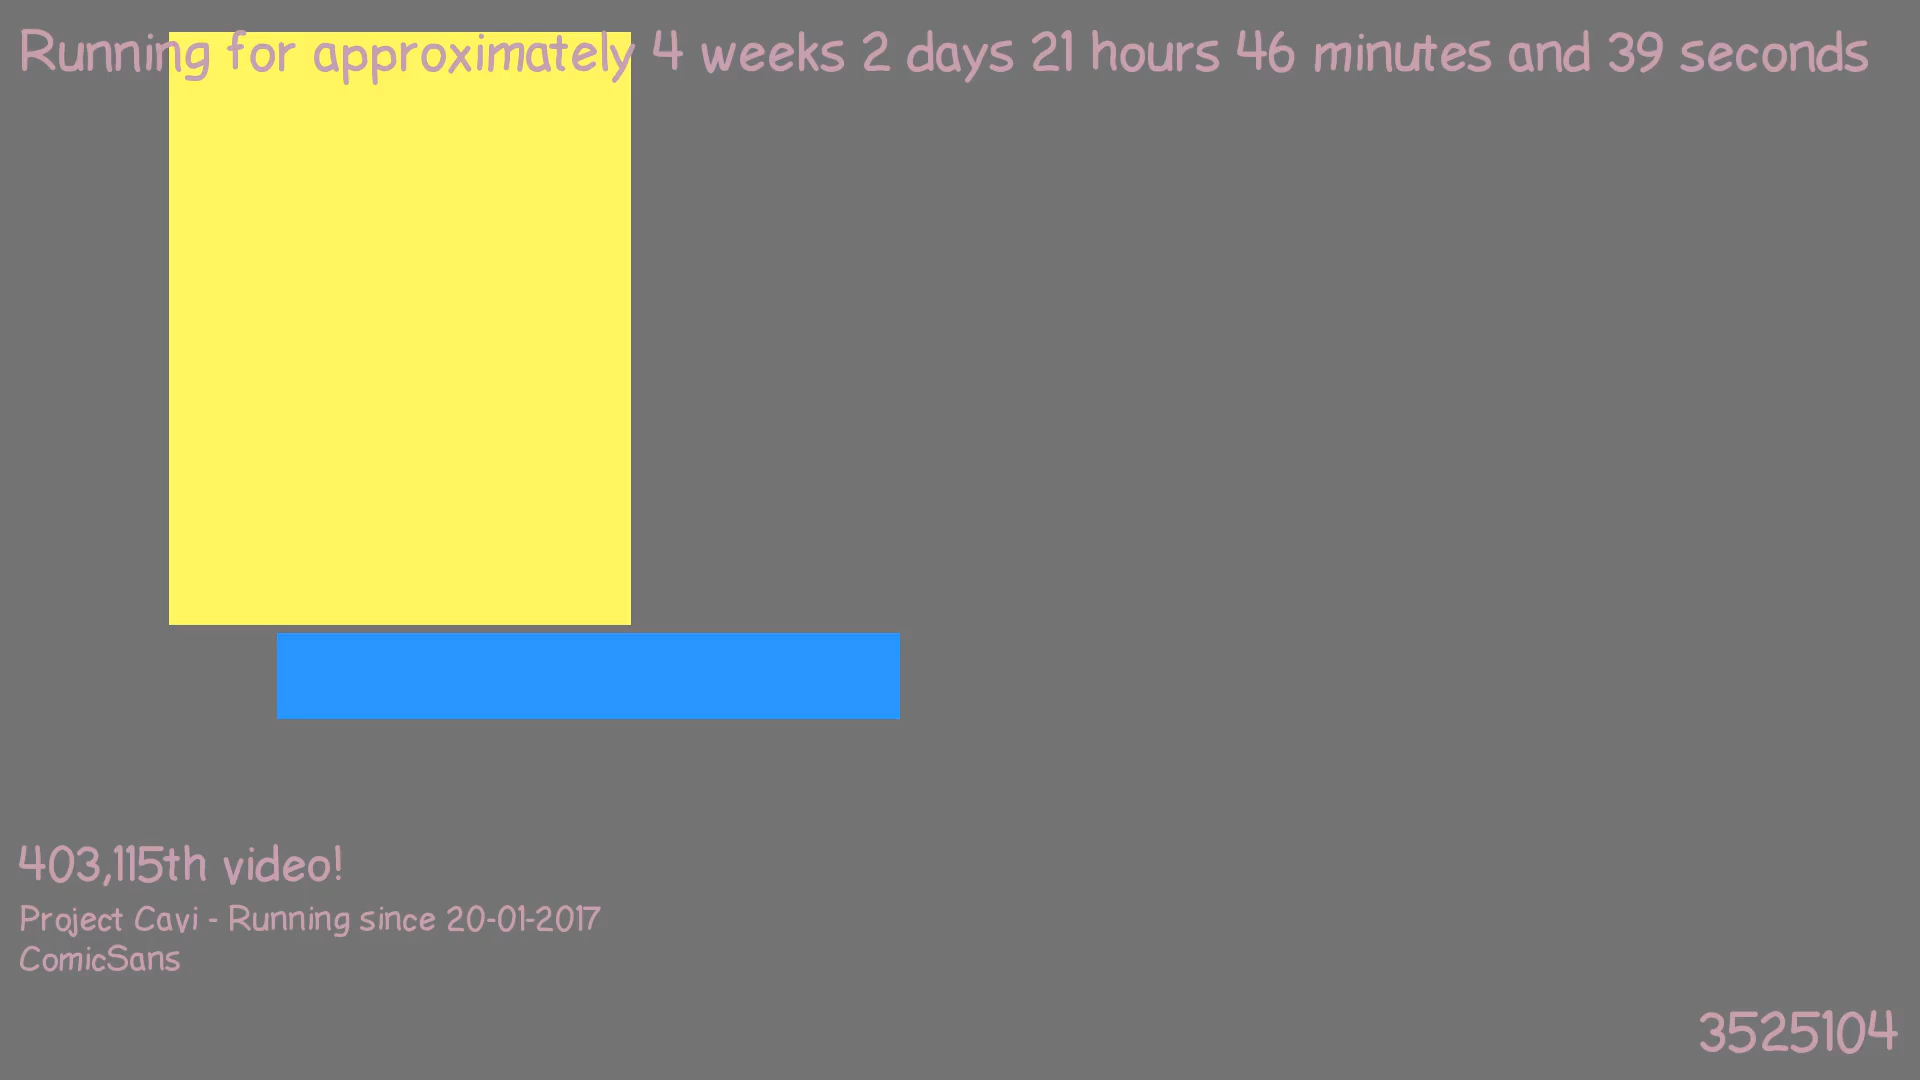 Running for approximately 4 weeks 2 days 21 hours 46 minutes and 39 seconds
403,115th video!
Project Cavi - Running since 20-01-2017
ComicSans
3525104